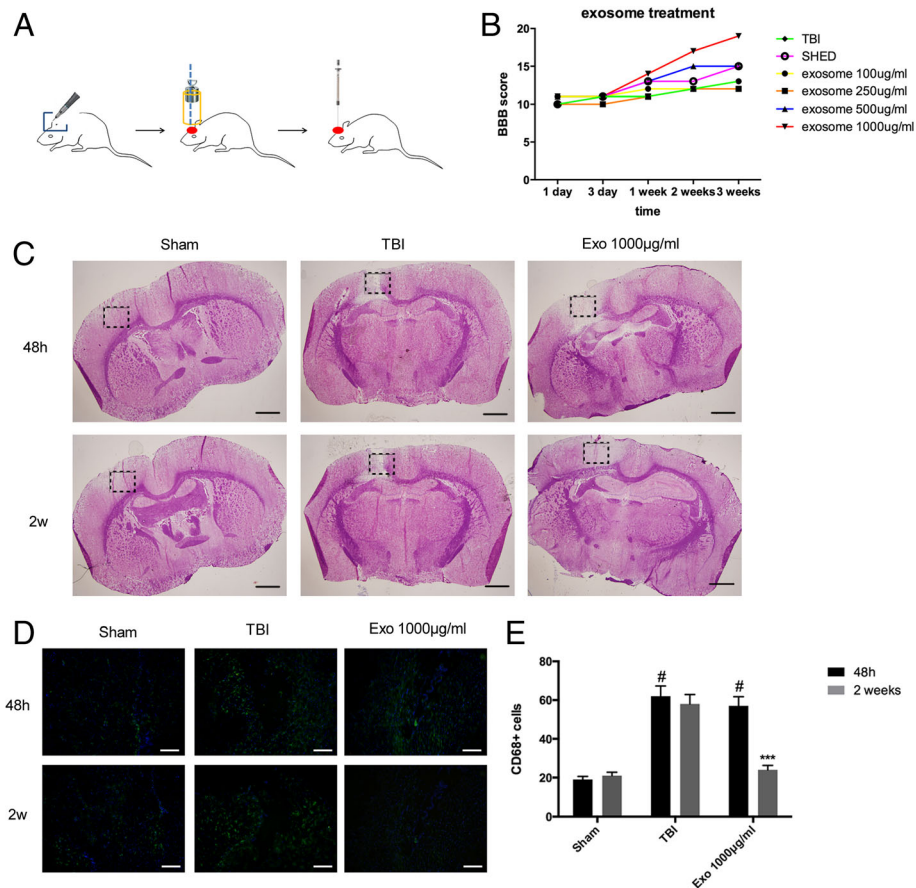 A
B
exosome treatment
BBB score
20
15
10
5
0
1 day
3 day
1 week
2 weeks
3 weeks
time
TBI
SHED
exosome 100ug/ml
exosome 250ug/ml
exosome 500ug/ml
exosome 1000ug/ml
C
Sham
TBI
Exo 1000µg/ml
48h
2w
D
Sham
TBI
Exo 1000µg/ml
48h
2w
E
CD68+ cells
80
60
40
20
0
#
#
***
Sham
TBI
Exo 1000µg/ml
48h
2 weeks